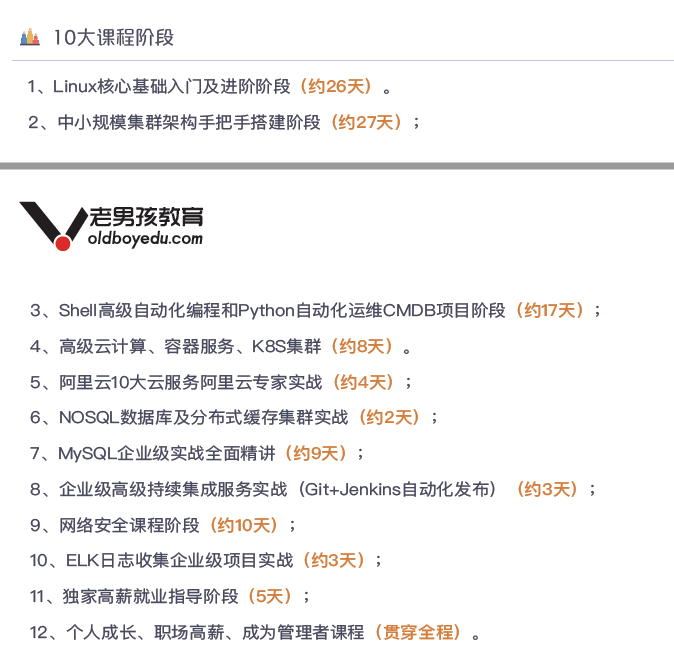 10大课程阶段
1、Linux核心基础入门及进阶阶段（约26天）。
2、中小规模集群架构手把手搭建阶段（约27天）；
老男孩教育
oldboyedu.com
3、Shell高级自动化编程和Python自动化运维CMDB项目阶段（约17天）；
4、高级云计算、容器服务、K8S集群（约8天）。
5、阿里云10大云服务阿里云专家实战（约4天）；
6、NOSQL数据库及分布式缓存集群实战（约2天）；
7、MySQL企业级实战全面精讲（约9天）；
8、企业级高级持续集成服务实战（Git+Jenkins自动化发布）（约3天）；
9、网络安全课程阶段（约10天）；
10、ELK日志收集企业级项目实战（约3天）；
11、独家高薪就业指导阶段（5天）；
12、个人成长、职场高薪、成为管理者课程（贯穿全程）。